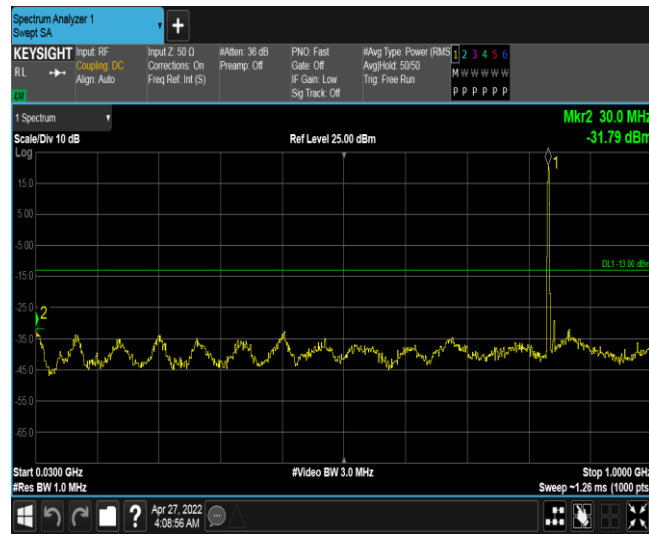 Spectrum Analyzer 1
Swept SA
KEYSIGHT
RL
Input: RF
Coupling: DC
Align: Auto
Input Z: 50 Ω
Corrections: On
Freq Ref: Int (S)
#Atten: 36 dB
Preamp: Off
PNO: Fast
Gate: Off
IF Gain: Low
Sig Track: Off
#Avg Type: Power (RMS
Avg|Hold: 50/50
Trig: Free Run
1 2 3 4 5 6
M W W W W W
P P P P P P
1 Spectrum
Mkr2 30.0 MHz
Scale/Div 10 dB
Ref Level 25.00 dBm
-31.79 dBm
Log
1
15.0
5.00
-5.00
DL1 -13.00 dBm
-15.0
-25.0
2
-35.0
-45.0
-55.0
-65.0
Start 0.0300 GHz
#Video BW 3.0 MHz
Stop 1.0000 GHz
#Res BW 1.0 MHz
Sweep ~1.26 ms (1000 pts
Apr 27, 2022
4:08:56 AM